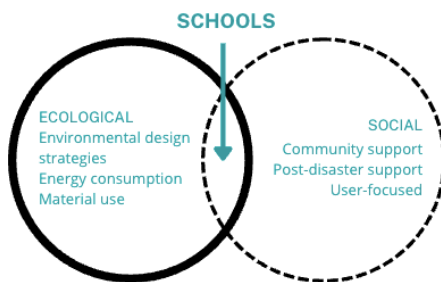 SCHOOLS
ECOLOGICAL
Environmental design
strategies
Energy consumption
Material use
SOCIAL
Community support
Post-disaster support
User-focused